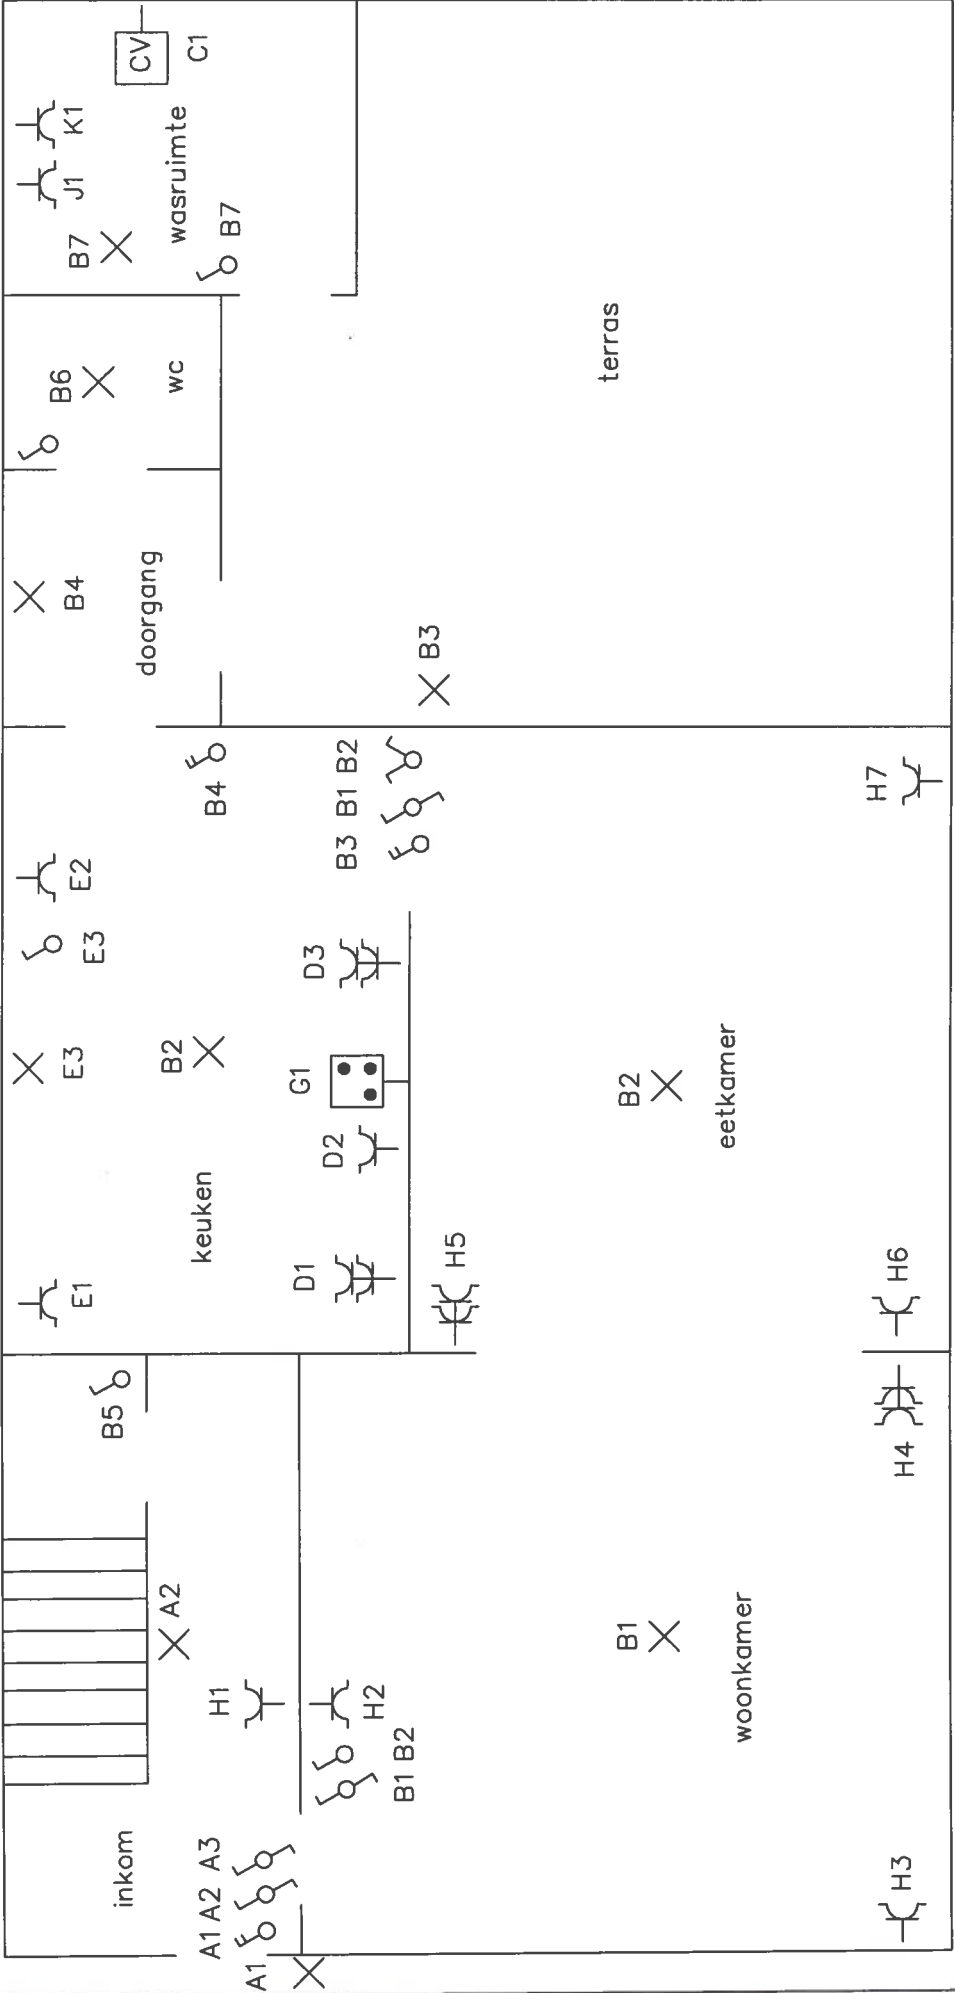 inkom
A1
A1 A2 A3
A2
B5
H1
H2
B1 B2
B1
woonkamer
H3
H4
H6
H5
E1
keuken
D1
D2
G1
D3
E3
B2
E3
E2
B2
eetkamer
B4
B3 B1 B2
H7
B3
B4
doorgang
B6
wc
terras
B7
B7
wasruimte
J1
K1
CV
C1